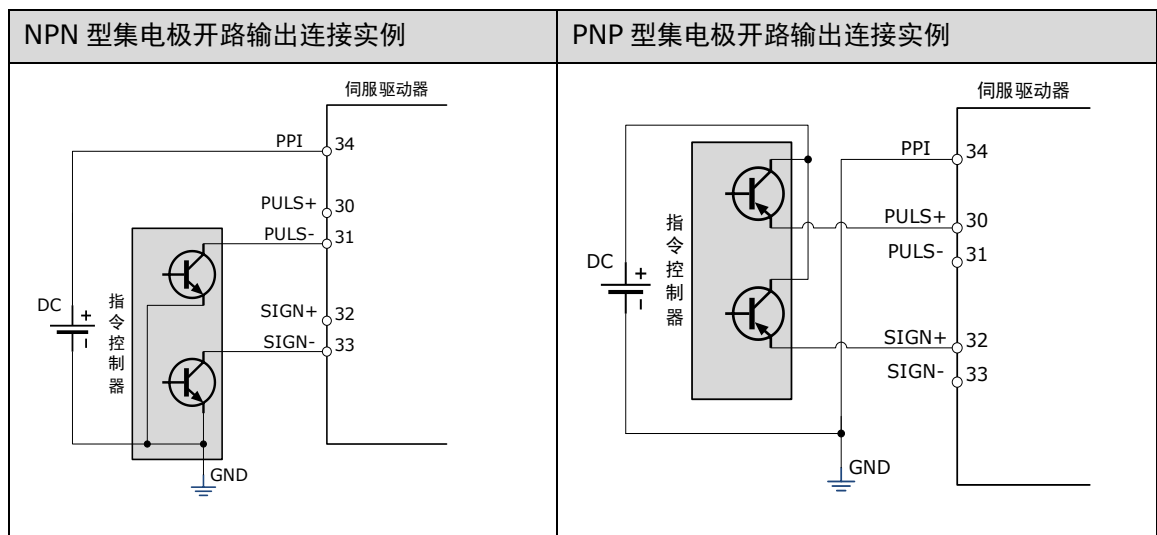 NPN 型集电极开路输出连接实例
伺服驱动器
PPI 34
PULS+ 30
PULS- 31
DC
+
-
指令控制器
SIGN+ 32
SIGN- 33
GND
PNP 型集电极开路输出连接实例
伺服驱动器
PPI 34
指令控制器
PULS+ 30
PULS- 31
DC
+
-
SIGN+ 32
SIGN- 33
GND